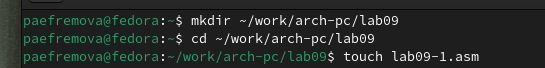 paefremova@fedora:~$ mkdir ~/work/arch-pc/lab09
paefremova@fedora:~$ cd ~/work/arch-pc/lab09
paefremova@fedora:~/work/arch-pc/lab09$ touch lab09-1.asm